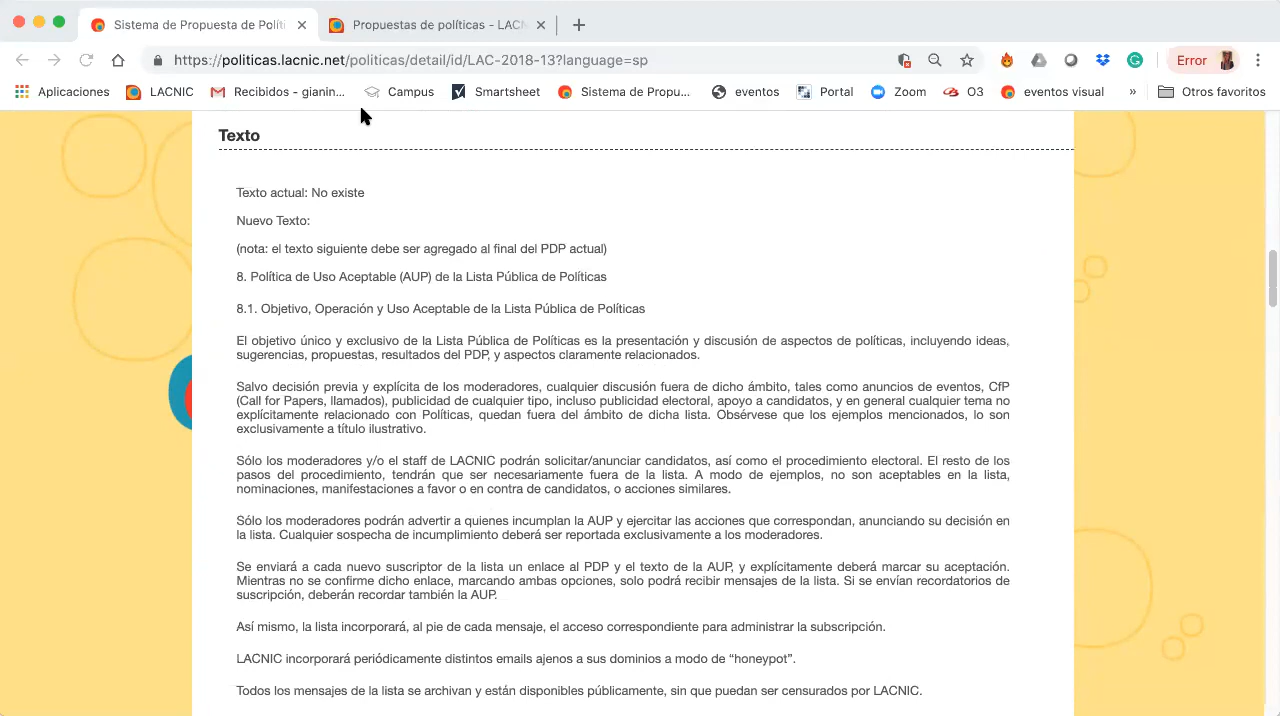 Sistema de Propuesta de Políti
Propuestas de políticas - LACN
https://politicas.lacnic.net/politicas/detail/id/LAC-2018-13?language=sp
Error
Aplicaciones
LACNIC
Recibidos - gianin...
Campus
Smartsheet
Sistema de Propu...
eventos
Portal
Zoom
O3
eventos visual
»
Otros favoritos
Texto
Texto actual: No existe
Nuevo Texto:
(nota: el texto siguiente debe ser agregado al final del PDP actual)
8. Política de Uso Aceptable (AUP) de la Lista Pública de Políticas
8.1. Objetivo, Operación y Uso Aceptable de la Lista Pública de Políticas
El objetivo único y exclusivo de la Lista Pública de Políticas es la presentación y discusión de aspectos de políticas, incluyendo ideas,
sugerencias, propuestas, resultados del PDP, y aspectos claramente relacionados.
Salvo decisión previa y explícita de los moderadores, cualquier discusión fuera de dicho ámbito, tales como anuncios de eventos, CfP
(Call for Papers, llamados), publicidad de cualquier tipo, incluso publicidad electoral, apoyo a candidatos, y en general cualquier tema no
explícitamente relacionado con Políticas, quedan fuera del ámbito de dicha lista. Obsérvese que los ejemplos mencionados, lo son
exclusivamente a título ilustrativo.
Sólo los moderadores y/o el staff de LACNIC podrán solicitar/anunciar candidatos, así como el procedimiento electoral. El resto de los
pasos del procedimiento, tendrán que ser necesariamente fuera de la lista. A modo de ejemplos, no son aceptables en la lista,
nominaciones, manifestaciones a favor o en contra de candidatos, o acciones similares.
Sólo los moderadores podrán advertir a quienes incumplan la AUP y ejercitar las acciones que correspondan, anunciando su decisión en
la lista. Cualquier sospecha de incumplimiento deberá ser reportada exclusivamente a los moderadores.
Se enviará a cada nuevo suscriptor de la lista un enlace al PDP y el texto de la AUP, y explícitamente deberá marcar su aceptación.
Mientras no se confirme dicho enlace, marcando ambas opciones, solo podrá recibir mensajes de la lista. Si se envían recordatorios de
suscripción, deberán recordar también la AUP.
Así mismo, la lista incorporará, al pie de cada mensaje, el acceso correspondiente para administrar la subscripción.
LACNIC incorporará periódicamente distintos emails ajenos a sus dominios a modo de “honeypot”.
Todos los mensajes de la lista se archivan y están disponibles públicamente, sin que puedan ser censurados por LACNIC.